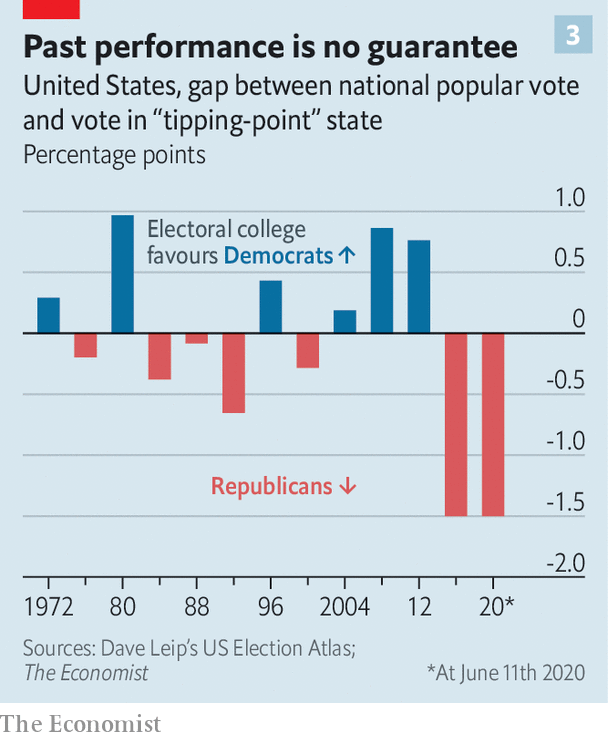 Past performance is no guarantee
3
United States, gap between national popular vote
and vote in “tipping-point” state
Percentage points
1.0
Electoral college
favours Democrats ↑
0.5
0
-0.5
-1.0
Republicans ↓
-1.5
-2.0
1972 80 88 96 2004 12 20*
Sources: Dave Leip’s US Election Atlas;
The Economist
*At June 11th 2020
The Economist